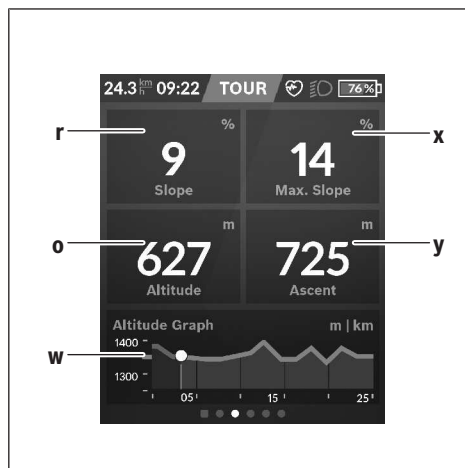 24.3 km/h 09:22 TOUR 76%
r % % x
9 14
Slope Max. Slope
o m m y
627 725
Altitude Ascent
Altitude Graph m | km
w 1400
1300
05 15 25